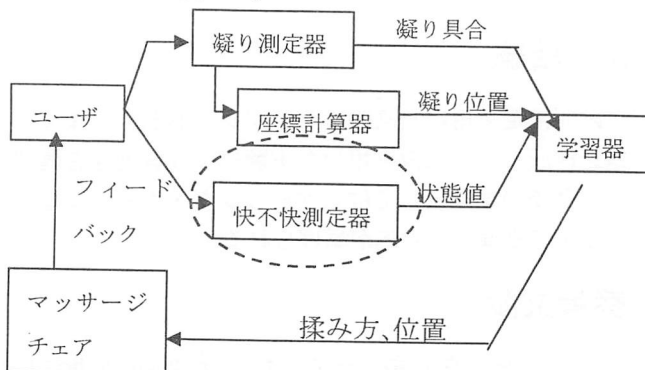 凝り測定器
凝り具合
ユーザ
座標計算器
凝り位置
学習器
フィード
バック
快不快測定器
状態値
マッサージ
チェア
揉み方、位置